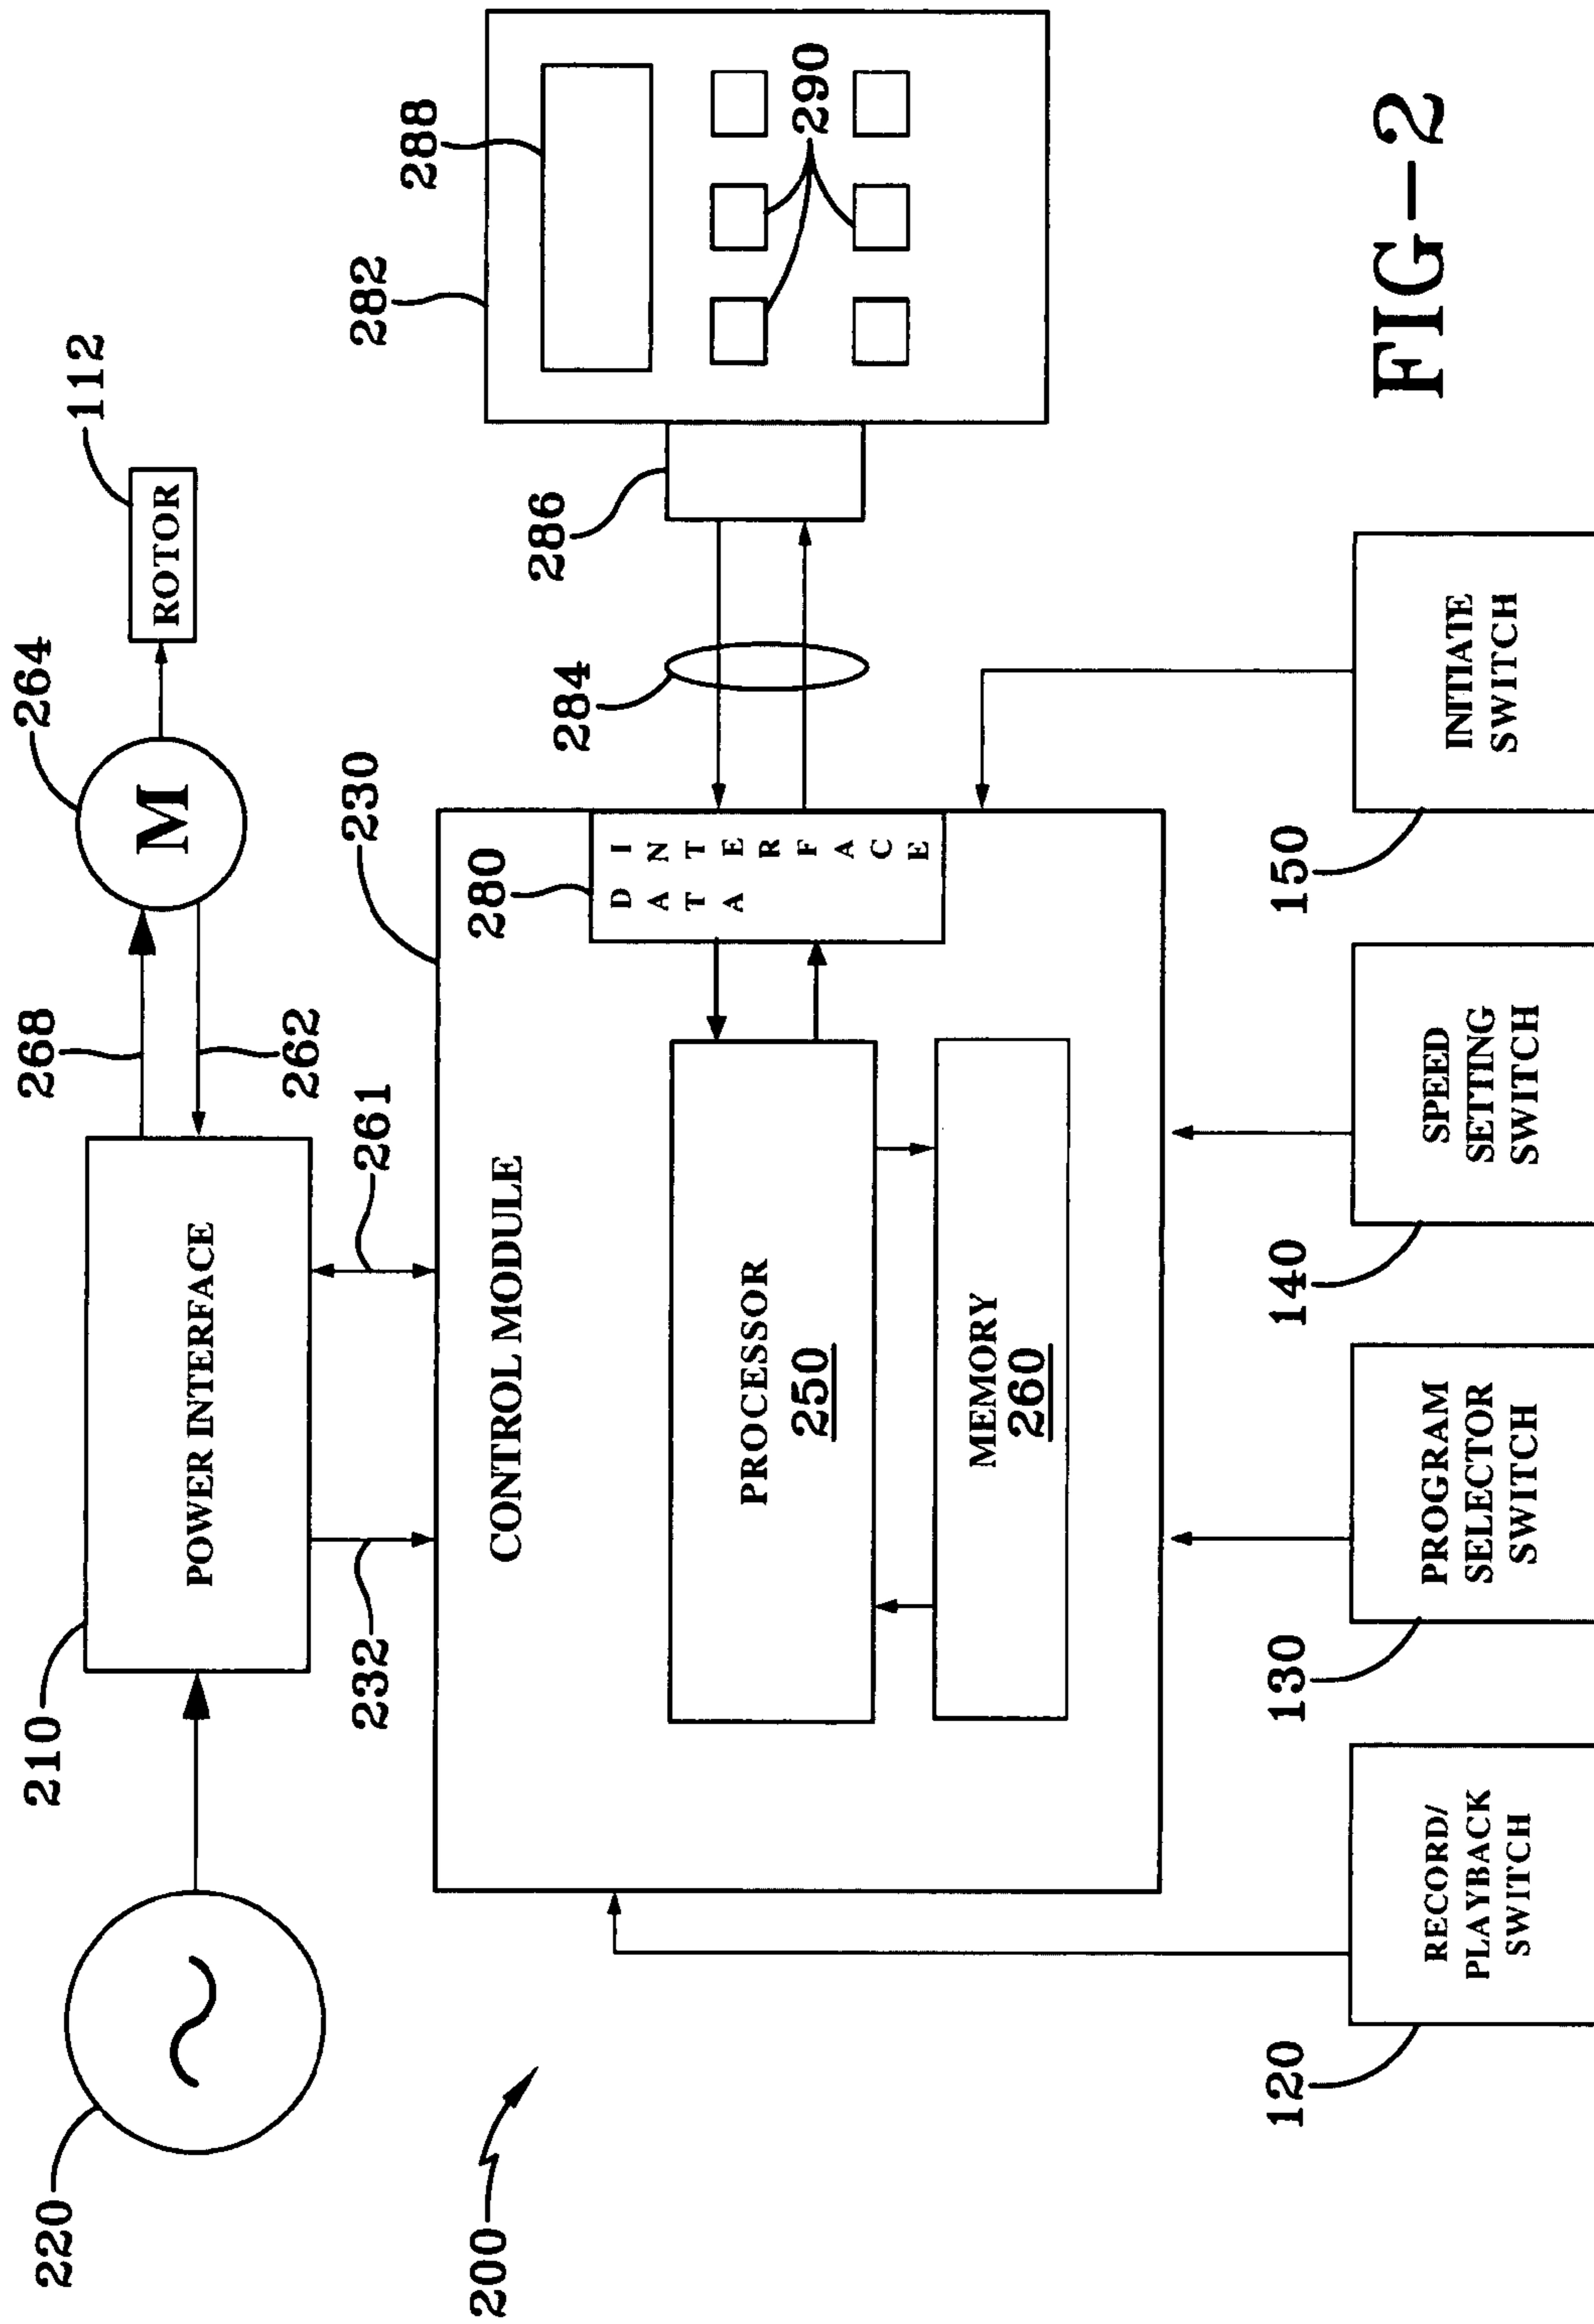 220
210
268
262
264
112
ROTOR
M
POWER INTERFACE
232
261
230
282
288
200
CONTROL MODULE
280
DATA
INTERFACE
284
286
290
PROCESSOR
250
MEMORY
260
120
130
140
150
RECORD/
PLAYBACK
SWITCH
PROGRAM
SELECTOR
SWITCH
SPEED
SETTING
SWITCH
INITIATE
SWITCH
FIG-2